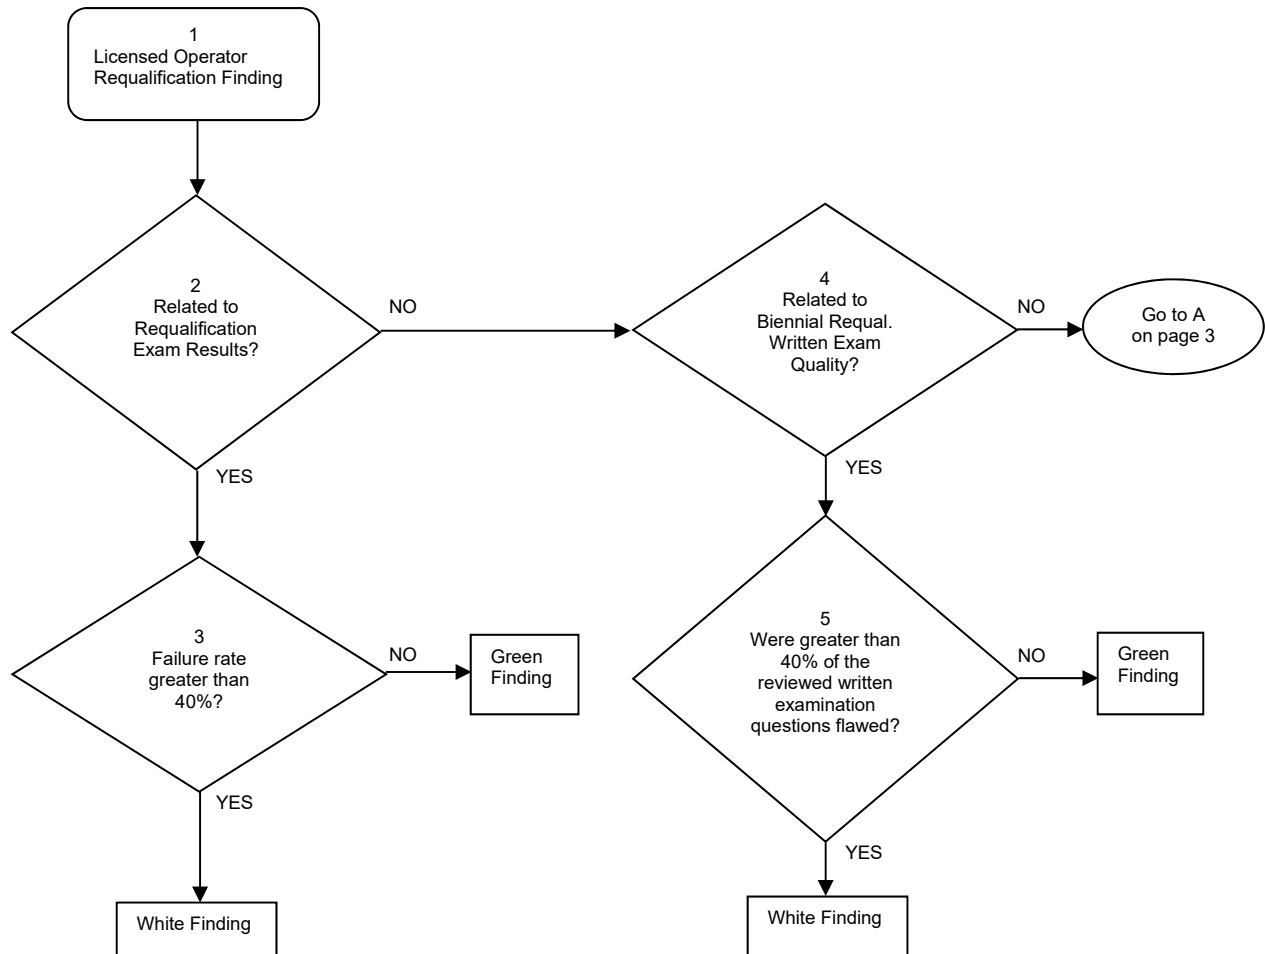 1
Licensed Operator
Requalification Finding
2
Related to
Requalification
Exam Results?
NO
4
Related to
Biennial Requal.
Written Exam
Quality?
NO
Go to A
on page 3
YES
YES
3
Failure rate
greater than
40%?
NO
Green
Finding
5
Were greater than
40% of the
reviewed written
examination
questions flawed?
NO
Green
Finding
YES
YES
White Finding
White Finding